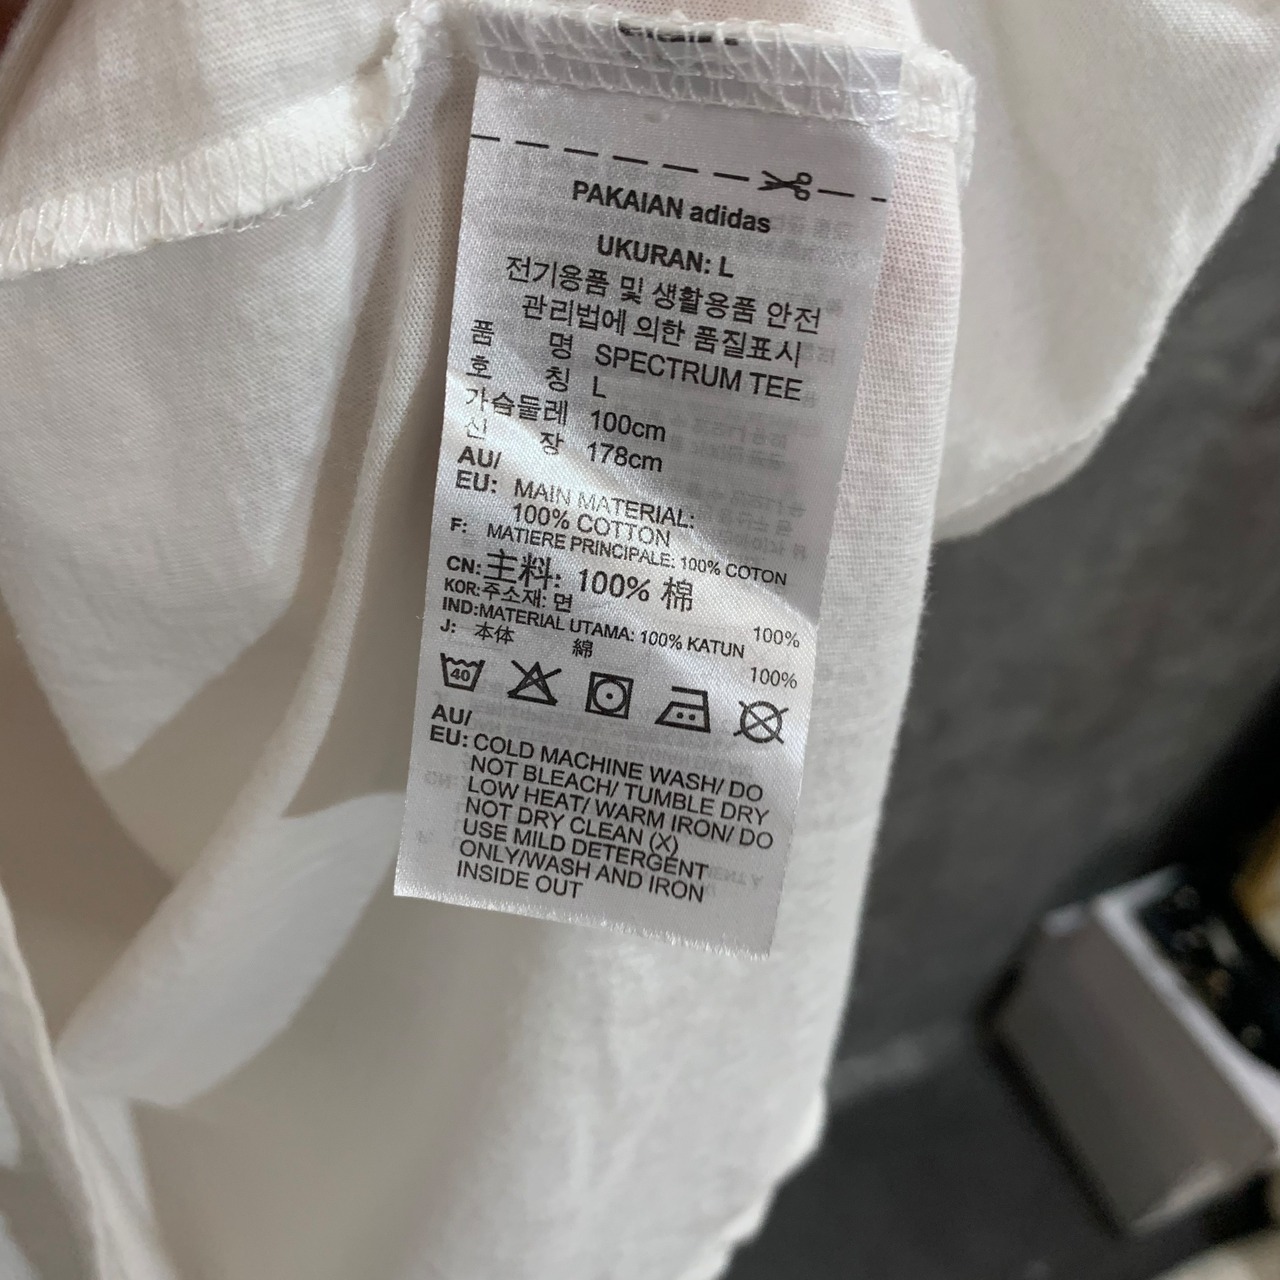 PAKAIAN adidas
UKURAN: L
전기용품 및 생활용품 안전
관리법에 의한 품질표시
품 명 SPECTRUM TEE
호 칭 L
가슴둘레 100cm
신 장 178cm
AU/
EU: MAIN MATERIAL:
100% COTTON
F: MATIERE PRINCIPALE: 100% COTON
CN: 主料: 100% 棉
KOR: 주소재: 면 100%
IND: MATERIAL UTAMA: 100% KATUN
J: 本体 綿 100%
40
AU/
EU: COLD MACHINE WASH/ DO
NOT BLEACH/ TUMBLE DRY
LOW HEAT/ WARM IRON/ DO
NOT DRY CLEAN (X)
USE MILD DETERGENT
ONLY/WASH AND IRON
INSIDE OUT